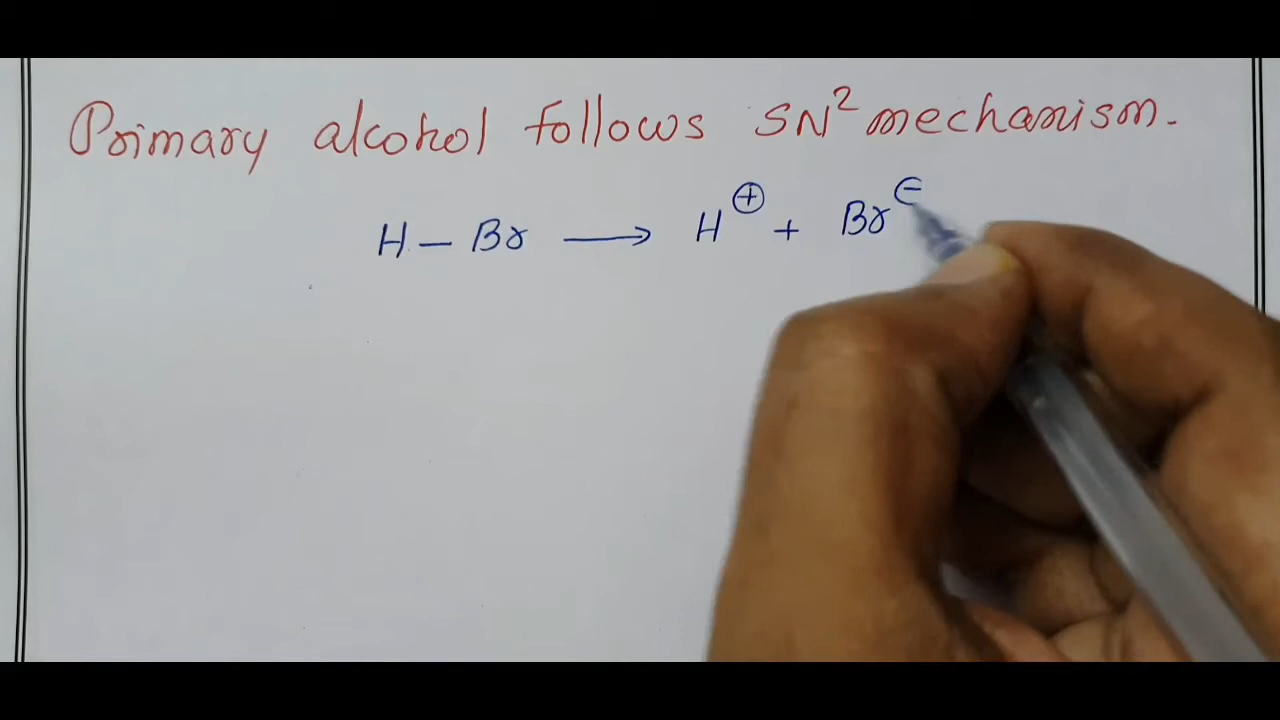 Primary alcohol follows SN² mechanism.
H – Br ⟶ H⊕ + Br⊖